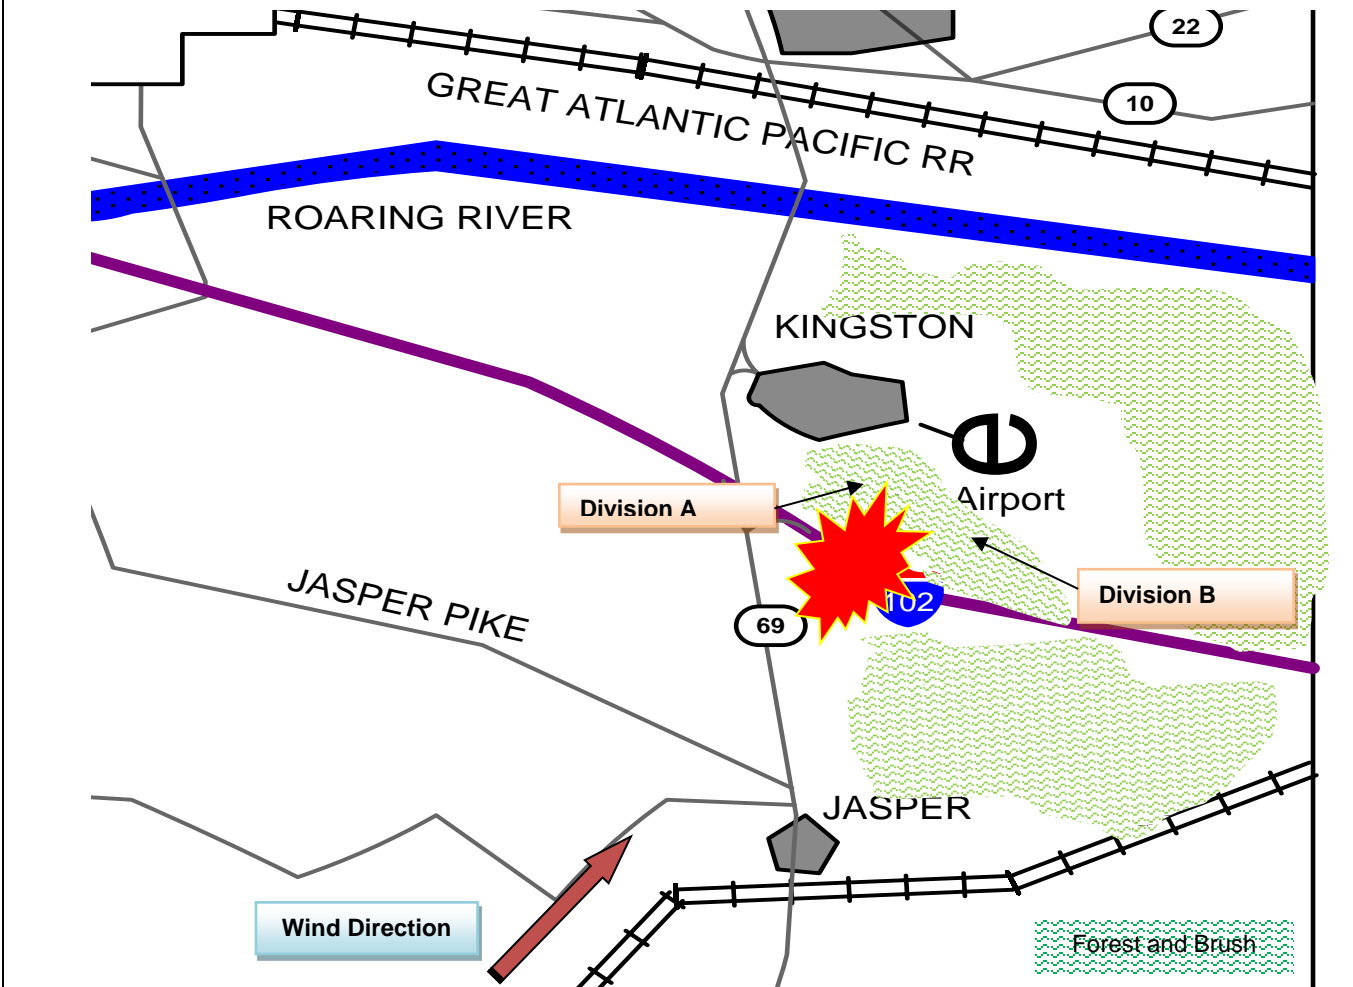 22
10
GREAT ATLANTIC PACIFIC RR
ROARING RIVER
KINGSTON
e
Airport
Division A
Division B
102
69
JASPER PIKE
JASPER
Wind Direction
Forest and Brush